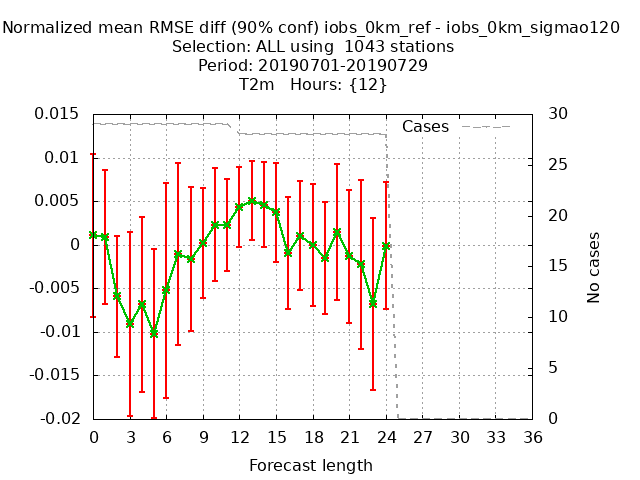 Normalized mean RMSE diff (90% conf) iobs_0km_ref - iobs_0km_sigmao120
Selection: ALL using  1043 stations
Period: 20190701-20190729
T2m   Hours: {12}
Cases
0.015
0.01
0.005
0
-0.005
-0.01
-0.015
-0.02
30
25
20
15
10
5
0
No cases
0 3 6 9 12 15 18 21 24 27 30 33 36
Forecast length